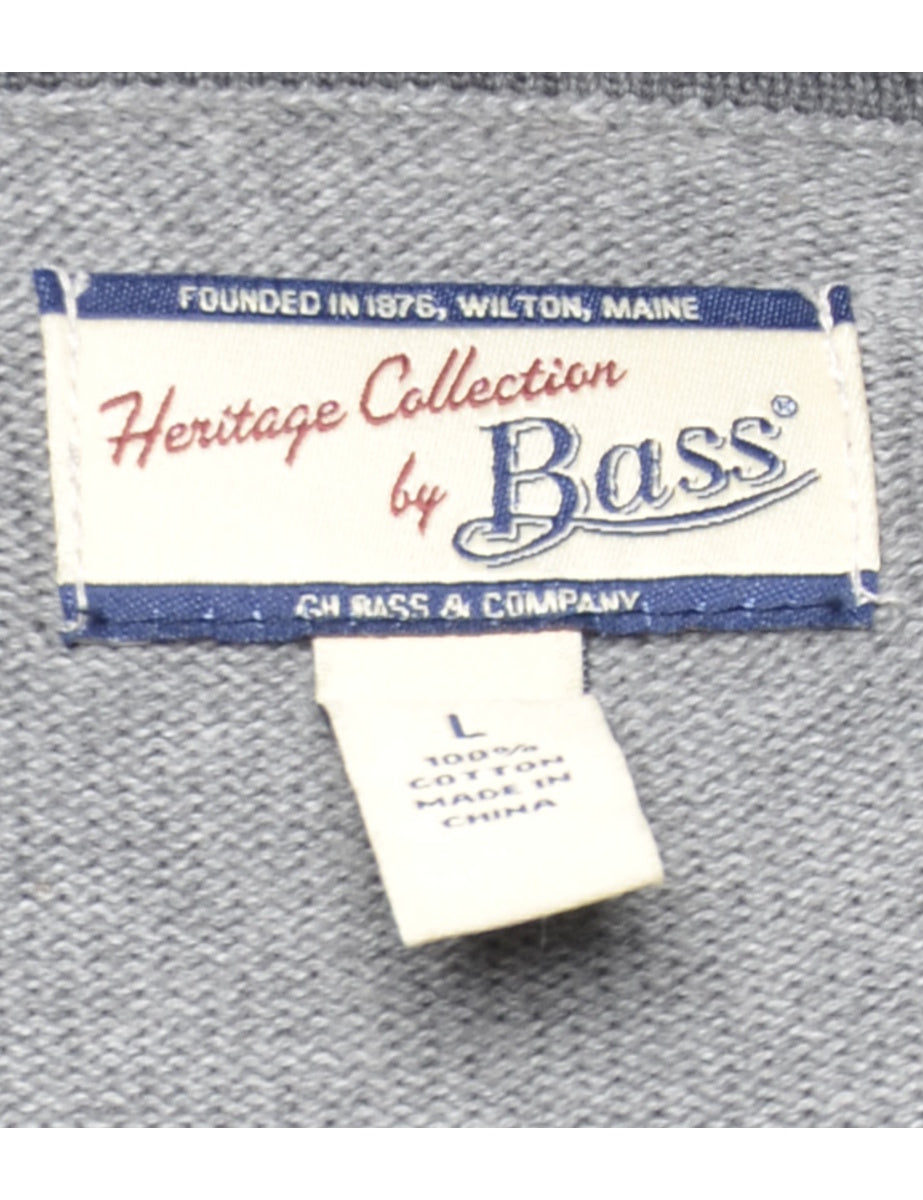 FOUNDED IN 1876, WILTON, MAINE
Heritage Collection
by Bass®
GH BASS & COMPANY
L
100%
COTTON
MADE IN
CHINA